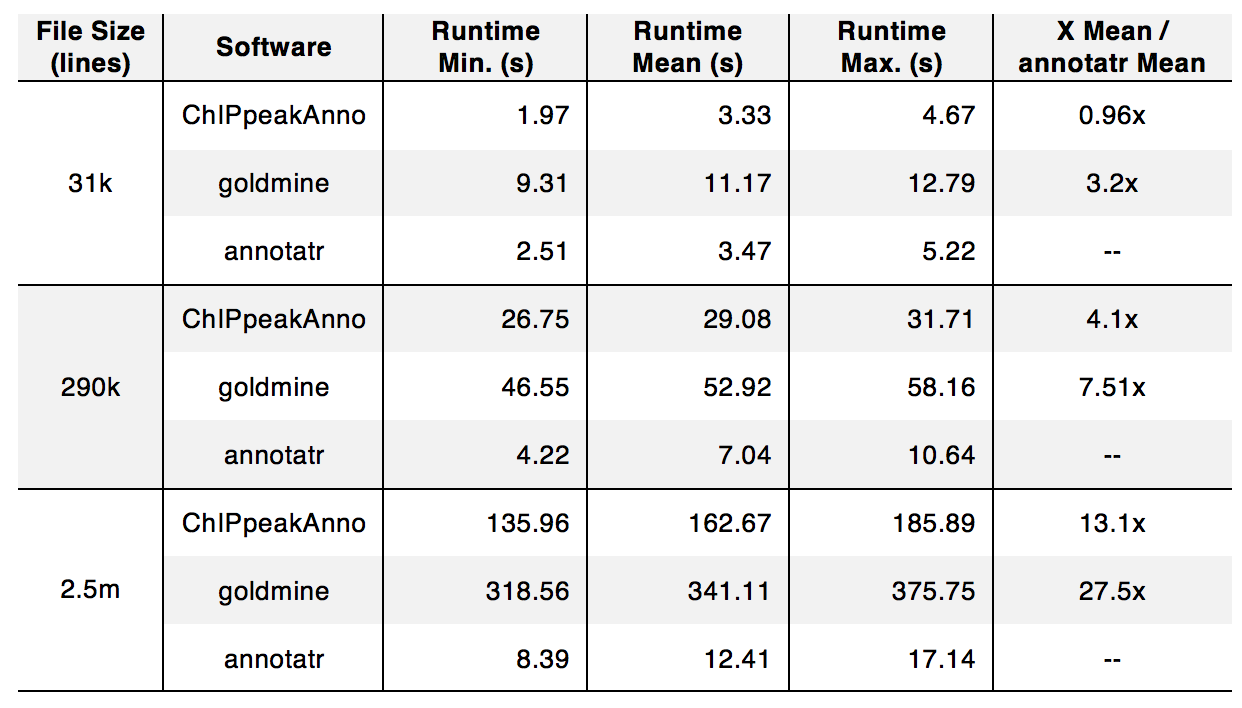 File Size (lines) Software Runtime Min. (s) Runtime Mean (s) Runtime Max. (s) X Mean / annotatr Mean
ChIPpeakAnno 1.97 3.33 4.67 0.96x
31k goldmine 9.31 11.17 12.79 3.2x
annotatr 2.51 3.47 5.22 --
ChIPpeakAnno 26.75 29.08 31.71 4.1x
290k goldmine 46.55 52.92 58.16 7.51x
annotatr 4.22 7.04 10.64 --
ChIPpeakAnno 135.96 162.67 185.89 13.1x
2.5m goldmine 318.56 341.11 375.75 27.5x
annotatr 8.39 12.41 17.14 --